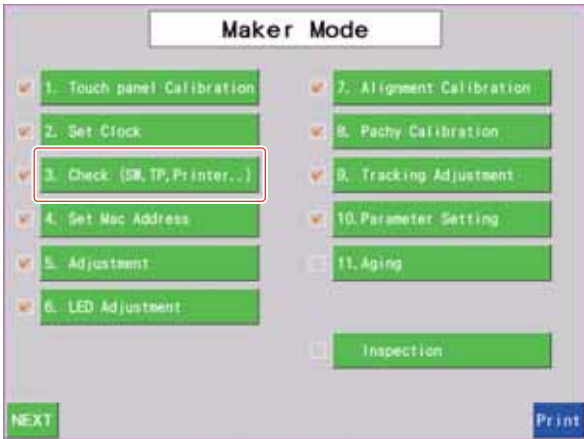 Maker Mode
1. Touch panel Calibration
2. Set Clock
3. Check (SW,TP,Printer..)
4. Set Mac Address
5. Adjustment
6. LED Adjustment
7. Alignment Calibration
8. Pachy Calibration
9. Tracking Adjustment
10.Parameter Setting
11.Aging
Inspection
NEXT
Print